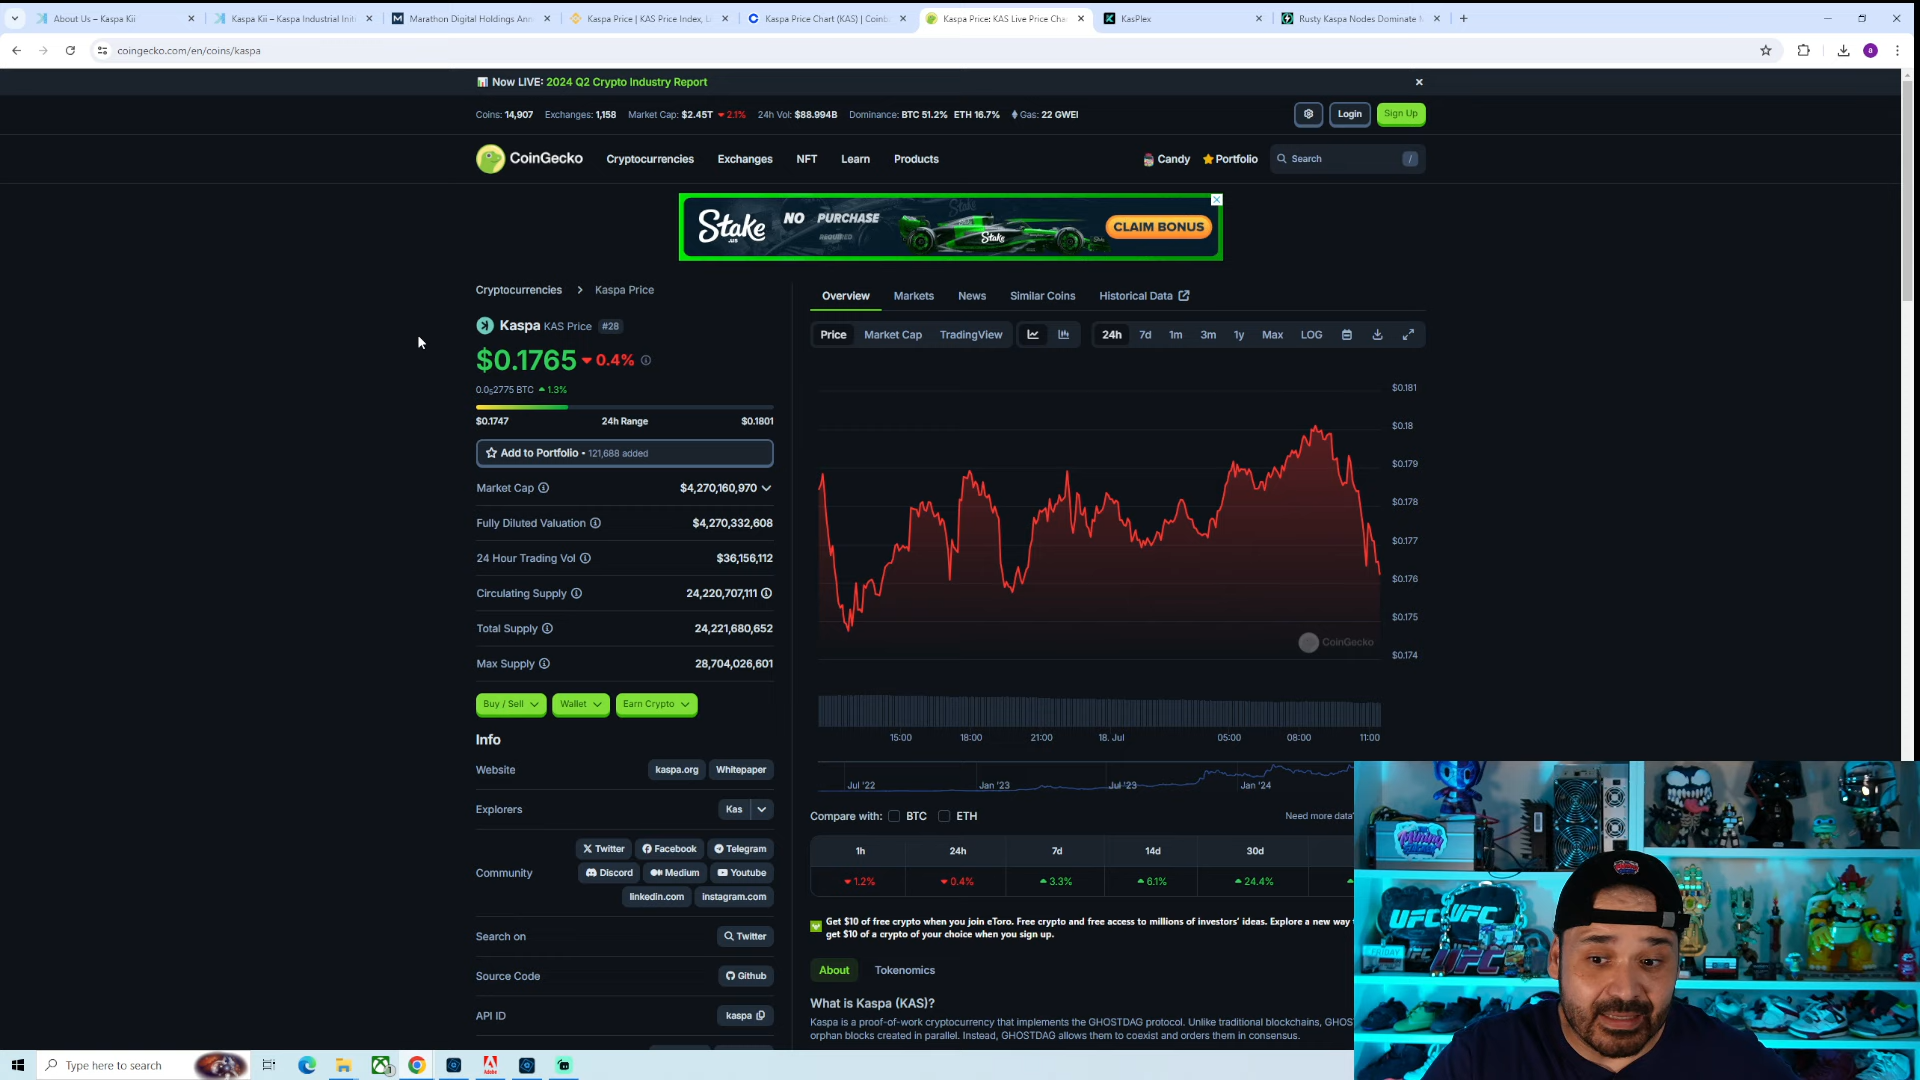 About Us – Kaspa Kii
Kaspa Kii – Kaspa Industrial Initi
Marathon Digital Holdings Ann
Kaspa Price | KAS Price Index, L
Kaspa Price Chart (KAS) | Coinb
Kaspa Price: KAS Live Price Cha
KasPlex
Rusty Kaspa Nodes Dominate
coingecko.com/en/coins/kaspa
a
Now LIVE: 2024 Q2 Crypto Industry Report
Coins: 14,907 Exchanges: 1,158 Market Cap: $2.45T 2.1% 24h Vol: $88.994B Dominance: BTC 51.2% ETH 16.7% Gas: 22 GWEI
Login
Sign Up
CoinGecko
Cryptocurrencies Exchanges NFT Learn Products
Candy Portfolio Search /
Stake.US NO PURCHASE REQUIRED Stake CLAIM BONUS
Cryptocurrencies > Kaspa Price
Kaspa KAS Price #28
$0.1765 0.4%
0.0₅2775 BTC 1.3%
$0.1747 24h Range $0.1801
Add to Portfolio • 121,688 added
Market Cap $4,270,160,970
Fully Diluted Valuation $4,270,332,608
24 Hour Trading Vol $36,156,112
Circulating Supply 24,220,707,111
Total Supply 24,221,680,652
Max Supply 28,704,026,601
Buy / Sell Wallet Earn Crypto
Info
Website kaspa.org Whitepaper
Explorers Kas
Community Twitter Facebook Telegram
Discord Medium Youtube
linkedin.com instagram.com
Search on Twitter
Source Code Github
API ID kaspa
Overview Markets News Similar Coins Historical Data
Price Market Cap TradingView 24h 7d 1m 3m 1y Max LOG
$0.181
$0.18
$0.179
$0.178
$0.177
$0.176
$0.175
$0.174
CoinGecko
15:00 18:00 21:00 18. Jul 05:00 08:00 11:00
Jul '22 Jan '23 Jul '23 Jan '24
Compare with: BTC ETH Need more data?
1h 24h 7d 14d 30d
1.2% 0.4% 3.3% 6.1% 24.4%
Get $10 of free crypto when you join eToro. Free crypto and free access to millions of investors' ideas. Explore a new way
get $10 of a crypto of your choice when you sign up.
About Tokenomics
What is Kaspa (KAS)?
Kaspa is a proof-of-work cryptocurrency that implements the GHOSTDAG protocol. Unlike traditional blockchains, GHOS
orphan blocks created in parallel. Instead, GHOSTDAG allows them to coexist and orders them in consensus.
Mining
UFC UFC
FRIDAY
UFC
Type here to search